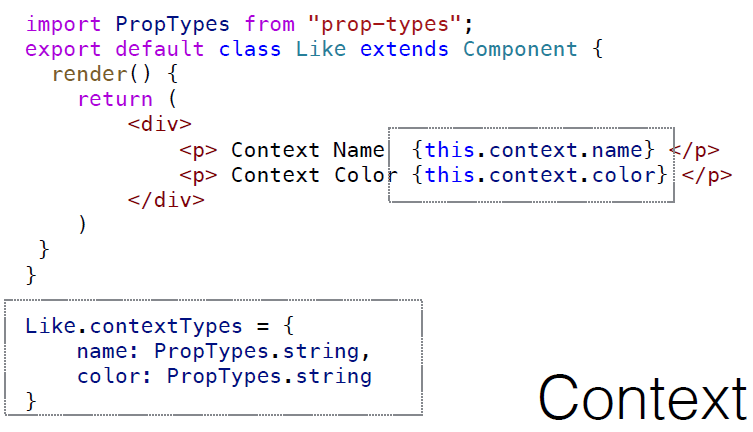 import PropTypes from "prop-types";
export default class Like extends Component {
  render() {
    return (
        <div>
            <p> Context Name  {this.context.name} </p>
            <p> Context Color {this.context.color} </p>
        </div>
    )
 }
}
Like.contextTypes = {
    name: PropTypes.string,
    color: PropTypes.string
}
Context